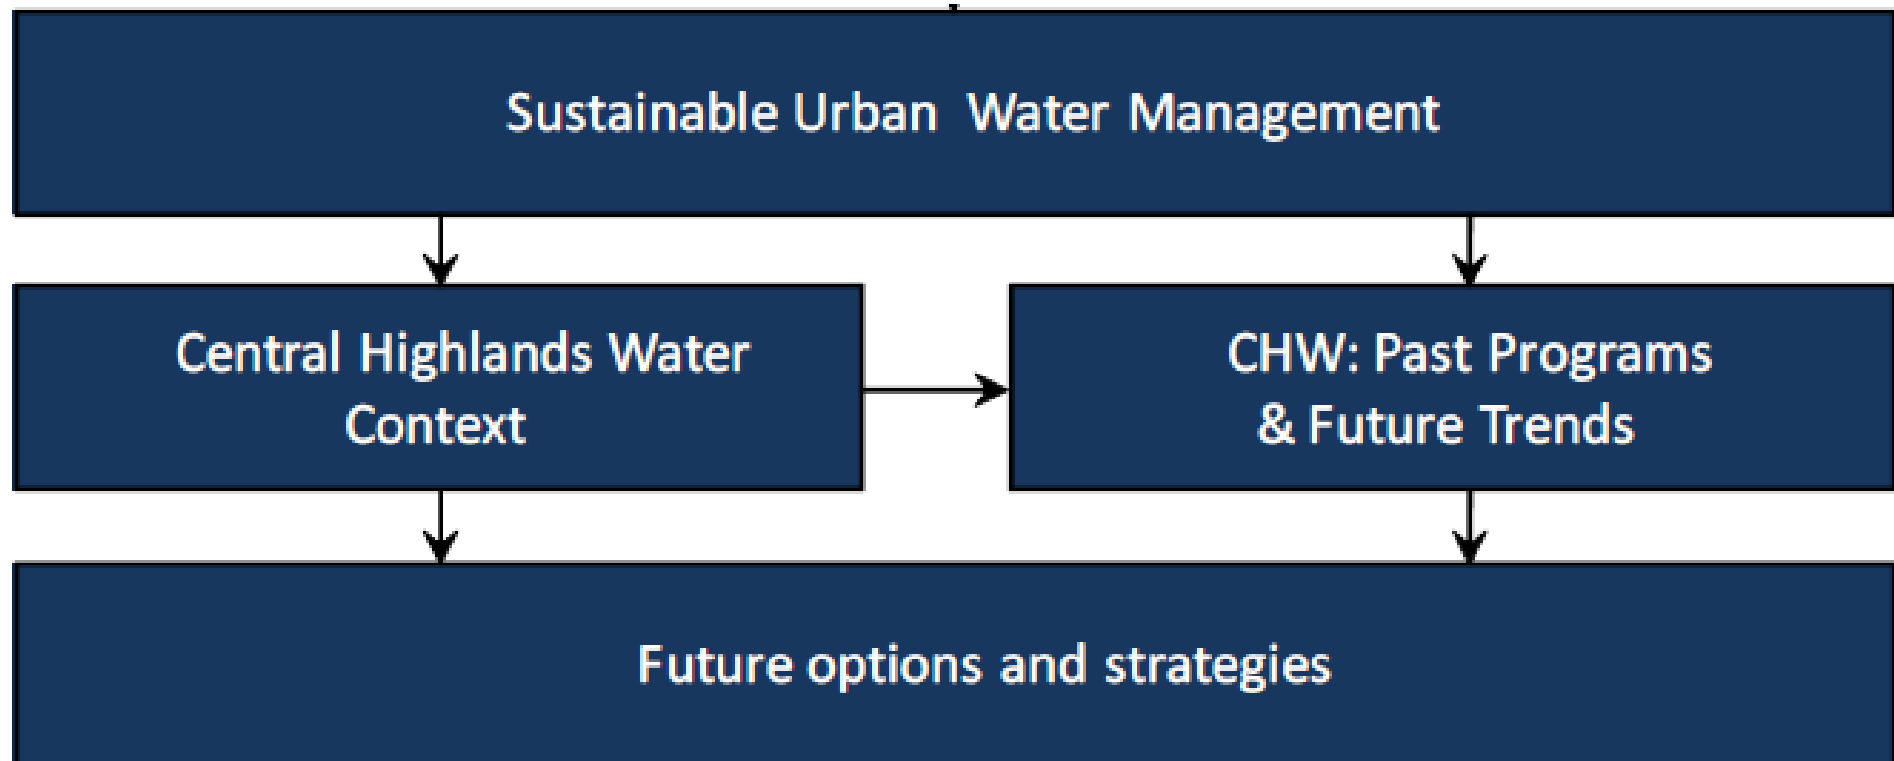 Sustainable Urban  Water Management
Central Highlands Water
Context
CHW: Past Programs
& Future Trends
Future options and strategies